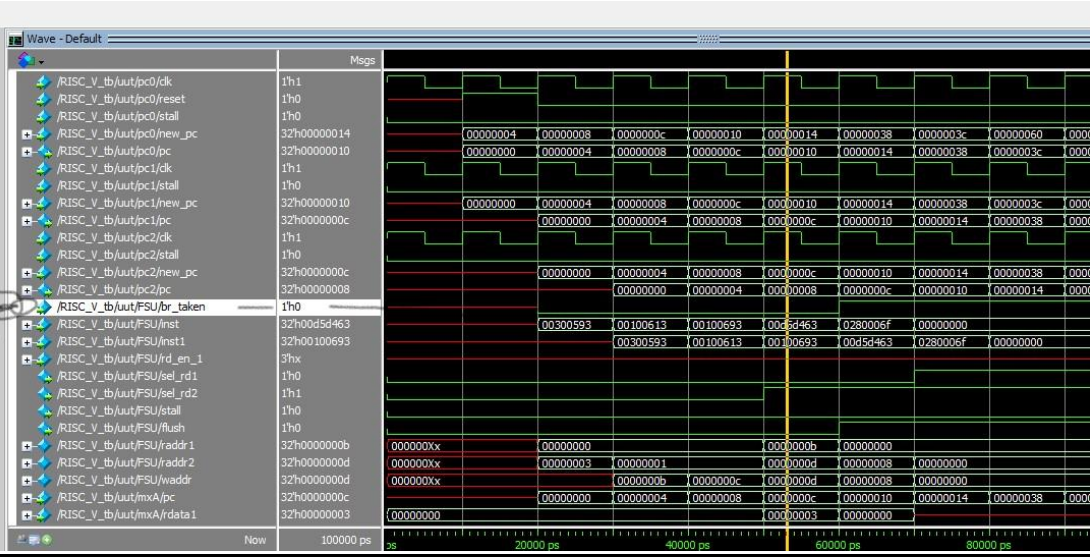 Wave - Default
Msgs
/RISC_V_tb/uut/pc0/clk 1'h1
/RISC_V_tb/uut/pc0/reset 1'h0
/RISC_V_tb/uut/pc0/stall 1'h0
/RISC_V_tb/uut/pc0/new_pc 32'h00000014 00000004 00000008 0000000c 00000010 00000014 00000038 0000003c 00000060 000
/RISC_V_tb/uut/pc0/pc 32'h00000010 00000000 00000004 00000008 0000000c 00000010 00000014 00000038 0000003c 000
/RISC_V_tb/uut/pc1/clk 1'h1
/RISC_V_tb/uut/pc1/stall 1'h0
/RISC_V_tb/uut/pc1/new_pc 32'h00000010 00000000 00000004 00000008 0000000c 00000010 00000014 00000038 0000003c 000
/RISC_V_tb/uut/pc1/pc 32'h0000000c 00000000 00000004 00000008 0000000c 00000010 00000014 00000038 000
/RISC_V_tb/uut/pc2/clk 1'h1
/RISC_V_tb/uut/pc2/stall 1'h0
/RISC_V_tb/uut/pc2/new_pc 32'h0000000c 00000000 00000004 00000008 0000000c 00000010 00000014 00000038 000
/RISC_V_tb/uut/pc2/pc 32'h00000008 00000000 00000004 00000008 0000000c 00000010 00000014 000
/RISC_V_tb/uut/FSU/br_taken 1'h0
/RISC_V_tb/uut/FSU/inst 32'h00d5d463 00300593 00100613 00100693 00d5d463 0280006f 00000000
/RISC_V_tb/uut/FSU/inst1 32'h00100693 00300593 00100613 00100693 00d5d463 0280006f 00000000
/RISC_V_tb/uut/FSU/rd_en_1 3'hx
/RISC_V_tb/uut/FSU/sel_rd1 1'h0
/RISC_V_tb/uut/FSU/sel_rd2 1'h1
/RISC_V_tb/uut/FSU/stall 1'h0
/RISC_V_tb/uut/FSU/flush 1'h0
/RISC_V_tb/uut/FSU/raddr1 32'h0000000b 000000Xx 00000000 0000000b 00000000
/RISC_V_tb/uut/FSU/raddr2 32'h0000000d 000000Xx 00000003 00000001 0000000d 00000008 00000000
/RISC_V_tb/uut/FSU/waddr 32'h0000000d 000000Xx 0000000b 0000000c 0000000d 00000008 00000000
/RISC_V_tb/uut/mxA/pc 32'h0000000c 00000000 00000004 00000008 0000000c 00000010 00000014 00000038 000
/RISC_V_tb/uut/mxA/rdata1 32'h00000003 00000000 00000003 00000000
Now 100000 ps ps 20000 ps 40000 ps 60000 ps 80000 ps